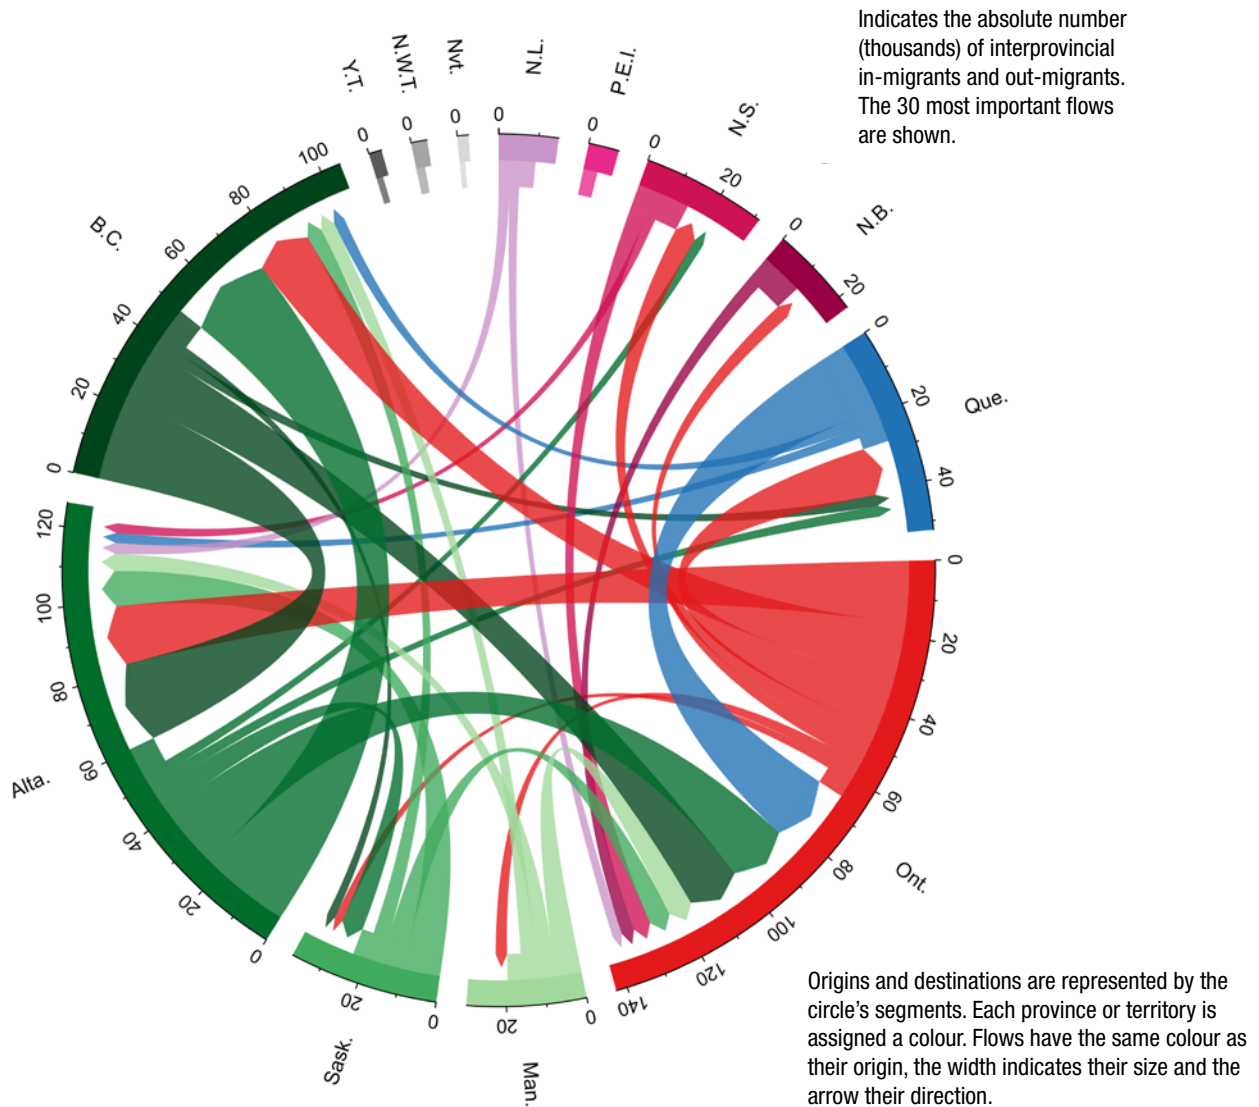 Indicates the absolute number
(thousands) of interprovincial
in-migrants and out-migrants.
The 30 most important flows
are shown.
Y.T.
0
N.W.T.
0
Nvt.
0
N.L.
0
P.E.I.
0
N.S.
0
20
N.B.
0
20
Que.
0
20
40
Ont.
0
20
40
60
80
100
120
140
Man.
0
20
Sask.
0
20
Alta.
0
20
40
60
80
100
120
B.C.
0
20
40
60
80
100
Origins and destinations are represented by the
circle’s segments. Each province or territory is
assigned a colour. Flows have the same colour as
their origin, the width indicates their size and the
arrow their direction.